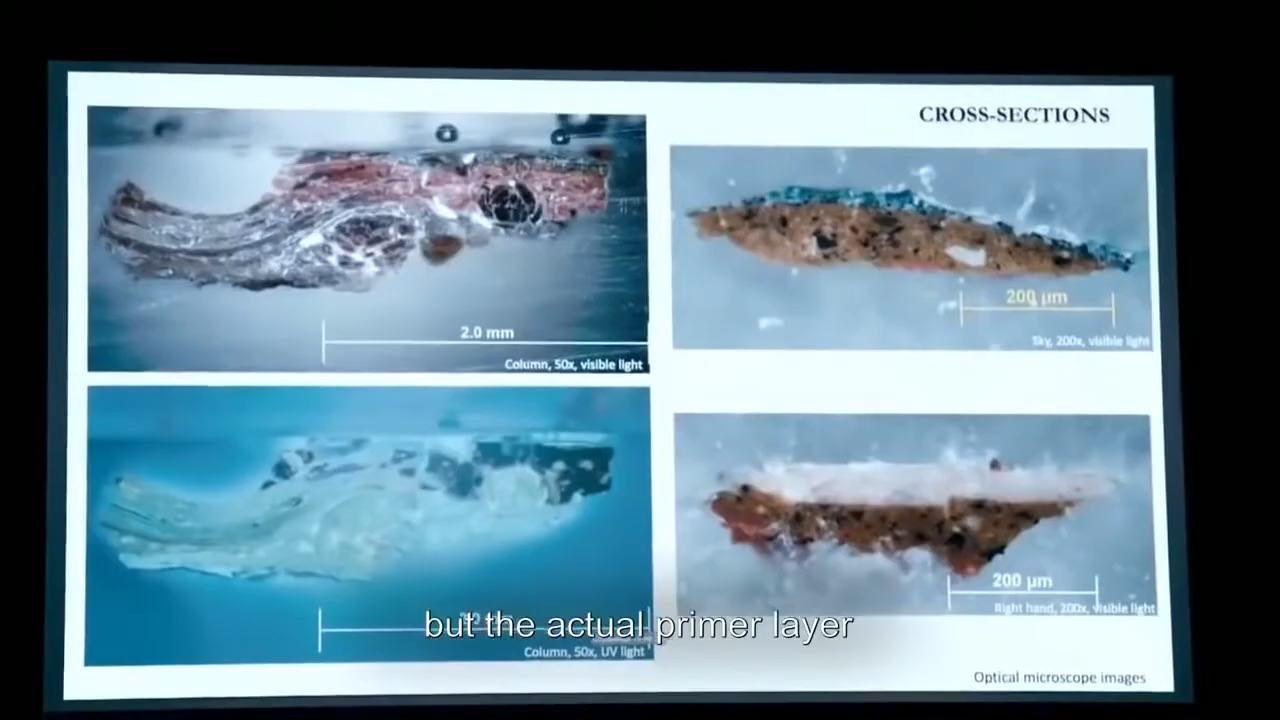 CROSS-SECTIONS
2.0 mm
Column, 50x, visible light
200 µm
Sky, 200x, visible light
200 µm
Right hand, 200x, visible light
but the actual primer layer
Column, 50x, UV light
Optical microscope images